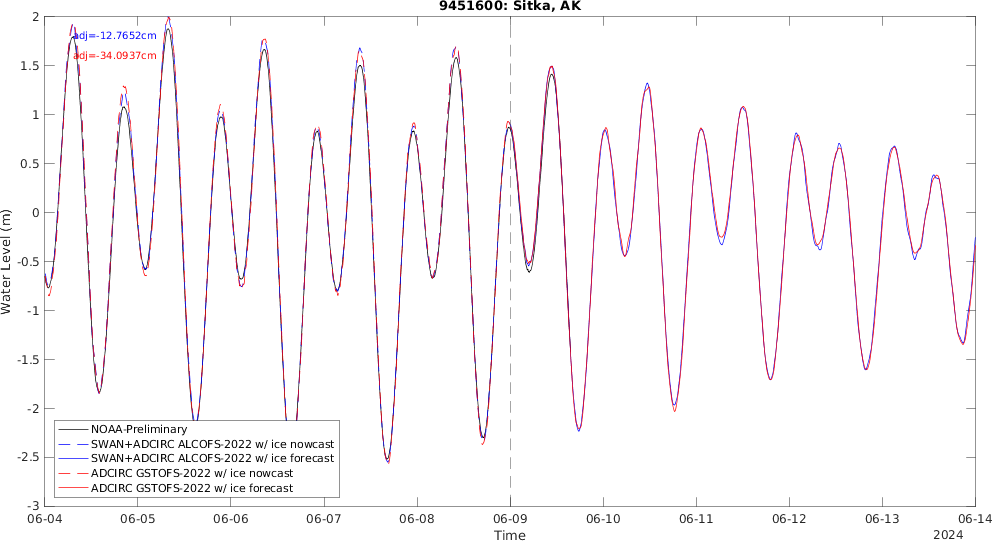 9451600: Sitka, AK
adj=-12.7652cm
adj=-34.0937cm
Water Level (m)
2
1.5
1
0.5
0
-0.5
-1
-1.5
-2
-2.5
-3
NOAA-Preliminary
SWAN+ADCIRC ALCOFS-2022 w/ ice nowcast
SWAN+ADCIRC ALCOFS-2022 w/ ice forecast
ADCIRC GSTOFS-2022 w/ ice nowcast
ADCIRC GSTOFS-2022 w/ ice forecast
06-04 06-05 06-06 06-07 06-08 06-09 06-10 06-11 06-12 06-13 06-14
Time
2024